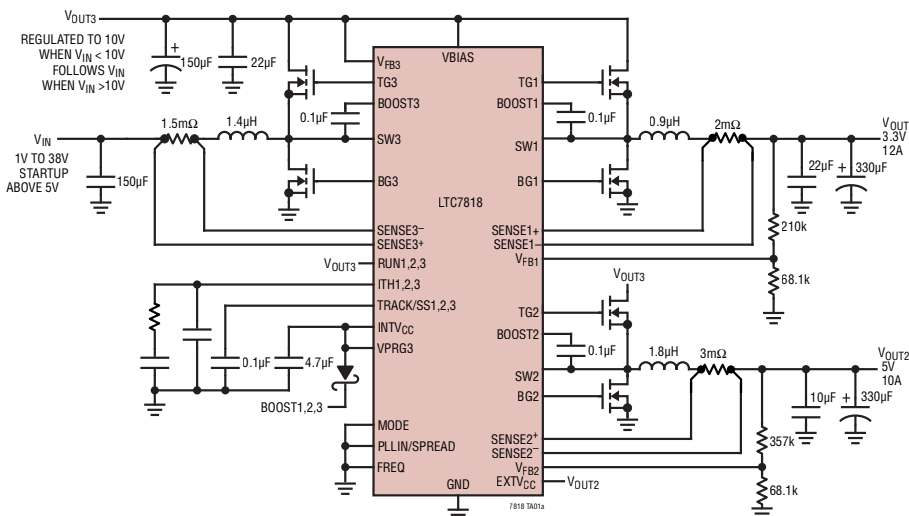 VOUT3
REGULATED TO 10V
WHEN VIN < 10V
FOLLOWS VIN
WHEN VIN >10V
+
150µF
22µF
VIN
1V TO 38V
STARTUP
ABOVE 5V
150µF
1.5mΩ
1.4µH
0.1µF
VBIAS
VFB3
TG3
BOOST3
SW3
BG3
LTC7818
SENSE3–
SENSE3+
VOUT3
RUN1,2,3
ITH1,2,3
TRACK/SS1,2,3
INTVCC
VPRG3
0.1µF
4.7µF
BOOST1,2,3
MODE
PLLIN/SPREAD
FREQ
GND
TG1
BOOST1
0.1µF
SW1
BG1
0.9µH
2mΩ
VOUT
3.3V
12A
22µF
+
330µF
SENSE1+
SENSE1–
VFB1
210k
68.1k
VOUT3
TG2
BOOST2
0.1µF
SW2
BG2
1.8µH
3mΩ
VOUT2
5V
10A
10µF
+
330µF
SENSE2+
SENSE2–
VFB2
EXTVCC
VOUT2
357k
68.1k
7818 TA01a